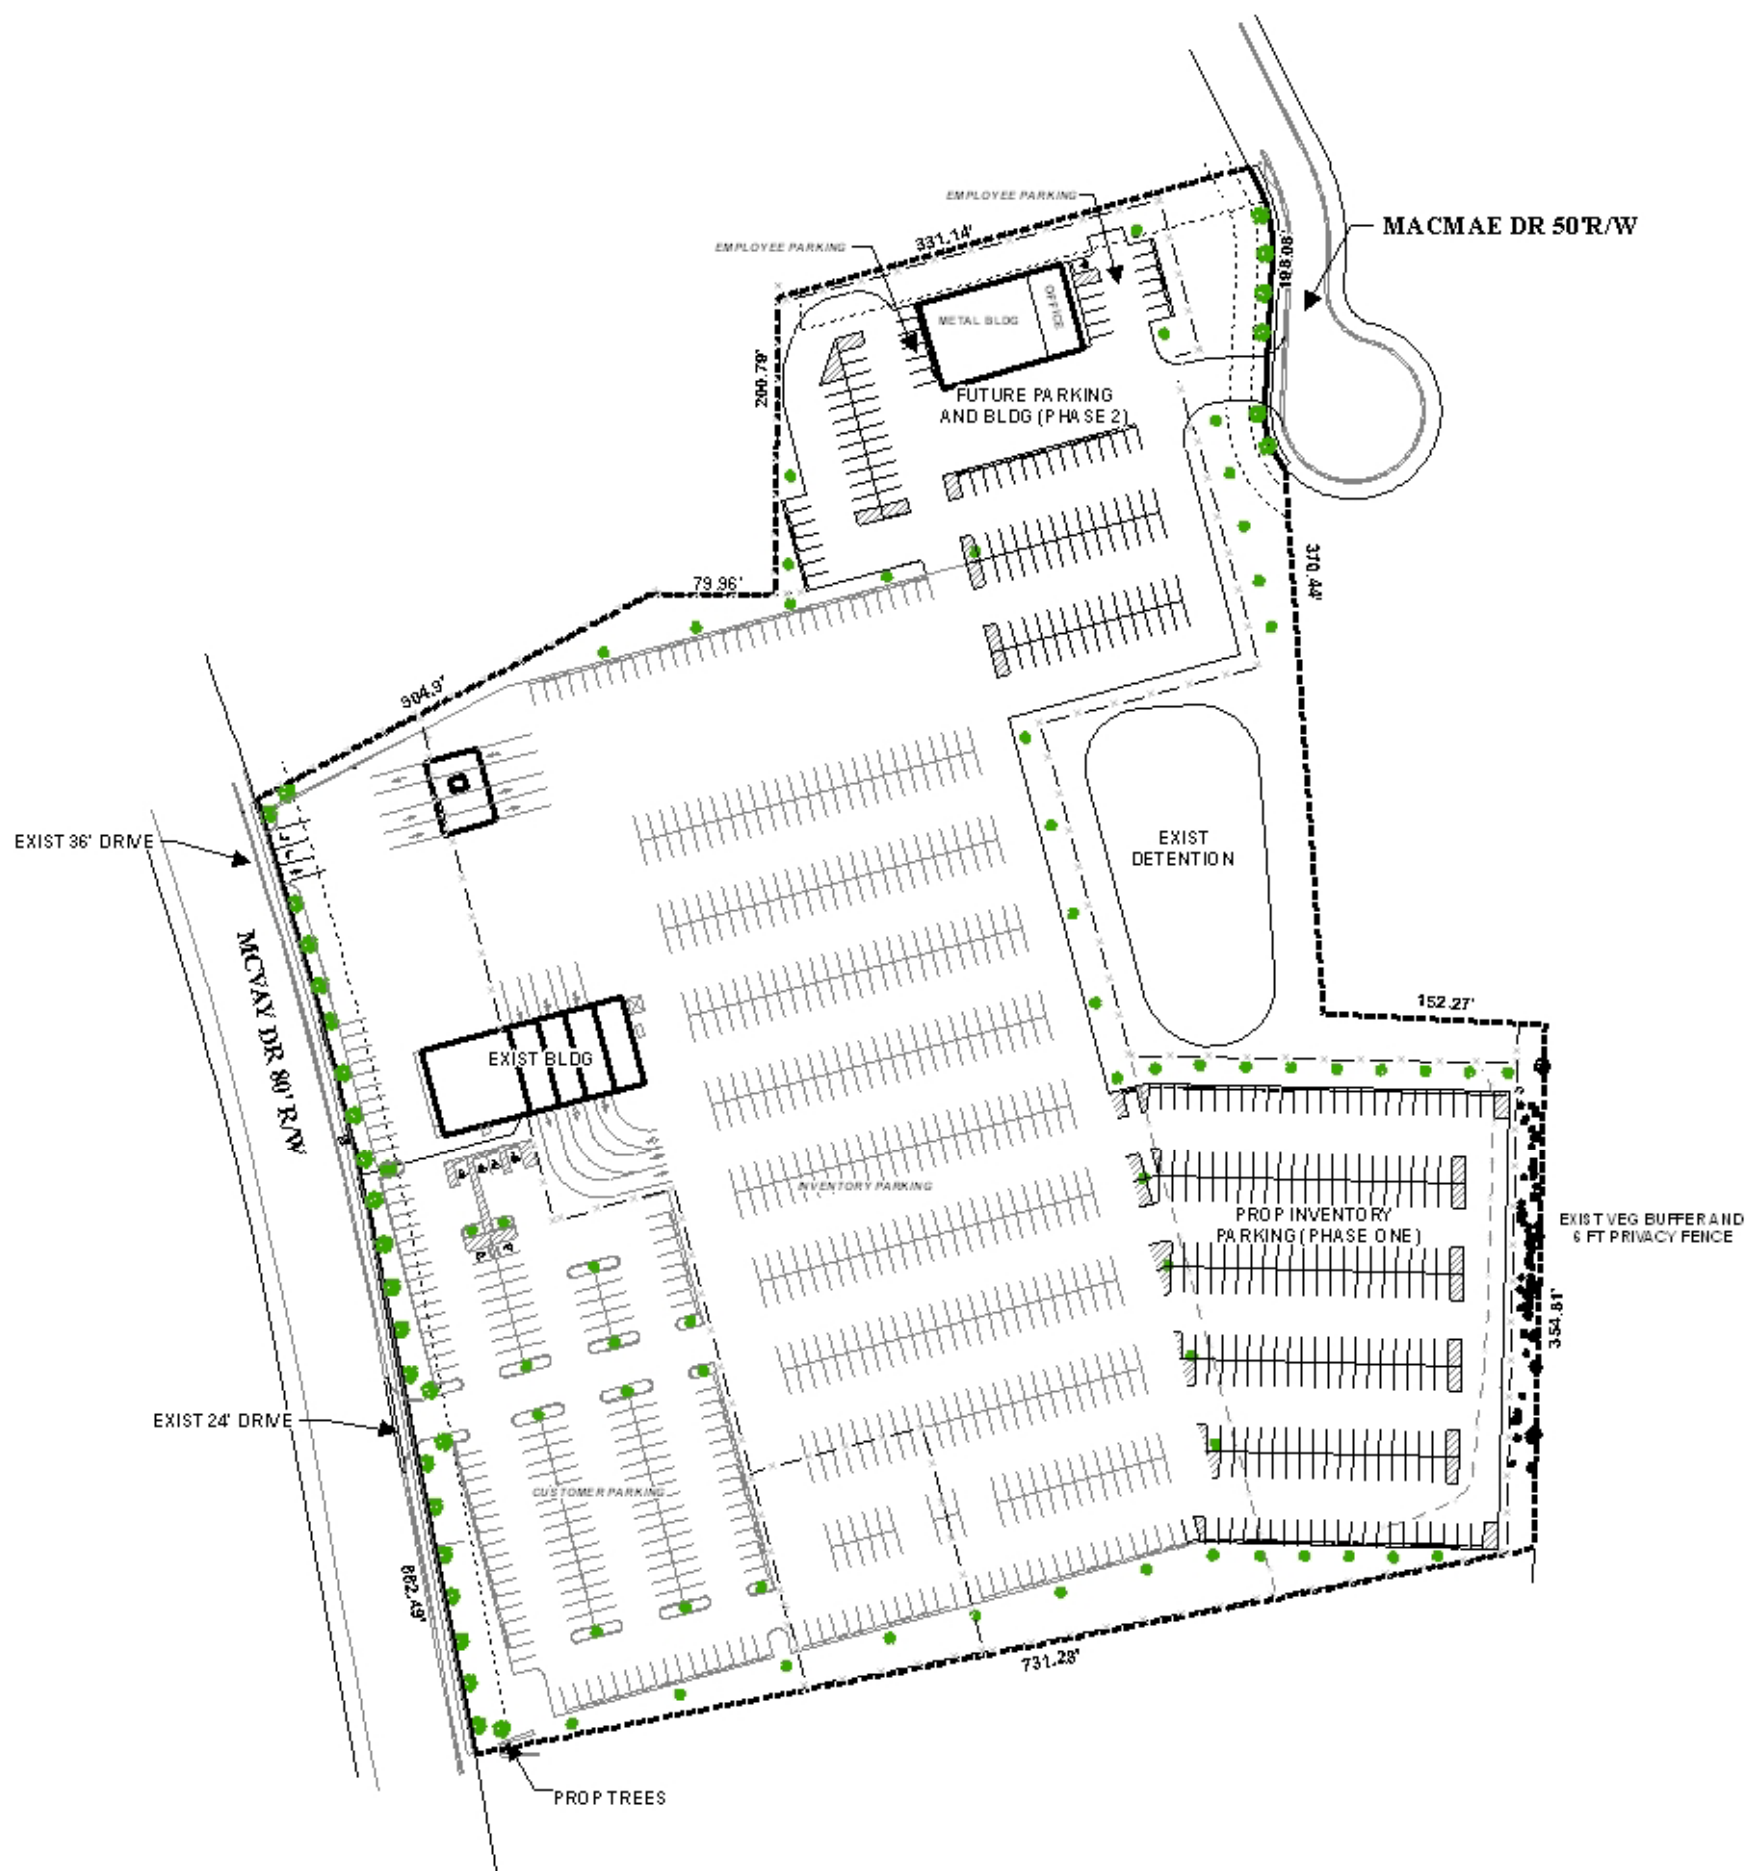 EMPLOYEE PARKING
MACMAE DR 50'R/W
EMPLOYEE PARKING
331.14'
198.08'
OFFICE
METAL BLDG
200.79'
FUTURE PARKING
AND BLDG (PHASE 2)
370.44'
79.96'
904.9'
EXIST 36' DRIVE
EXIST
DETENTION
MCVAY DR 80' R/W
152.27'
EXIST BLDG
INVENTORY PARKING
PROP INVENTORY
PARKING (PHASE ONE)
EXIST VEG BUFFER AND
6 FT PRIVACY FENCE
354.81'
EXIST 24' DRIVE
CUSTOMER PARKING
662.49'
731.23'
PROP TREES